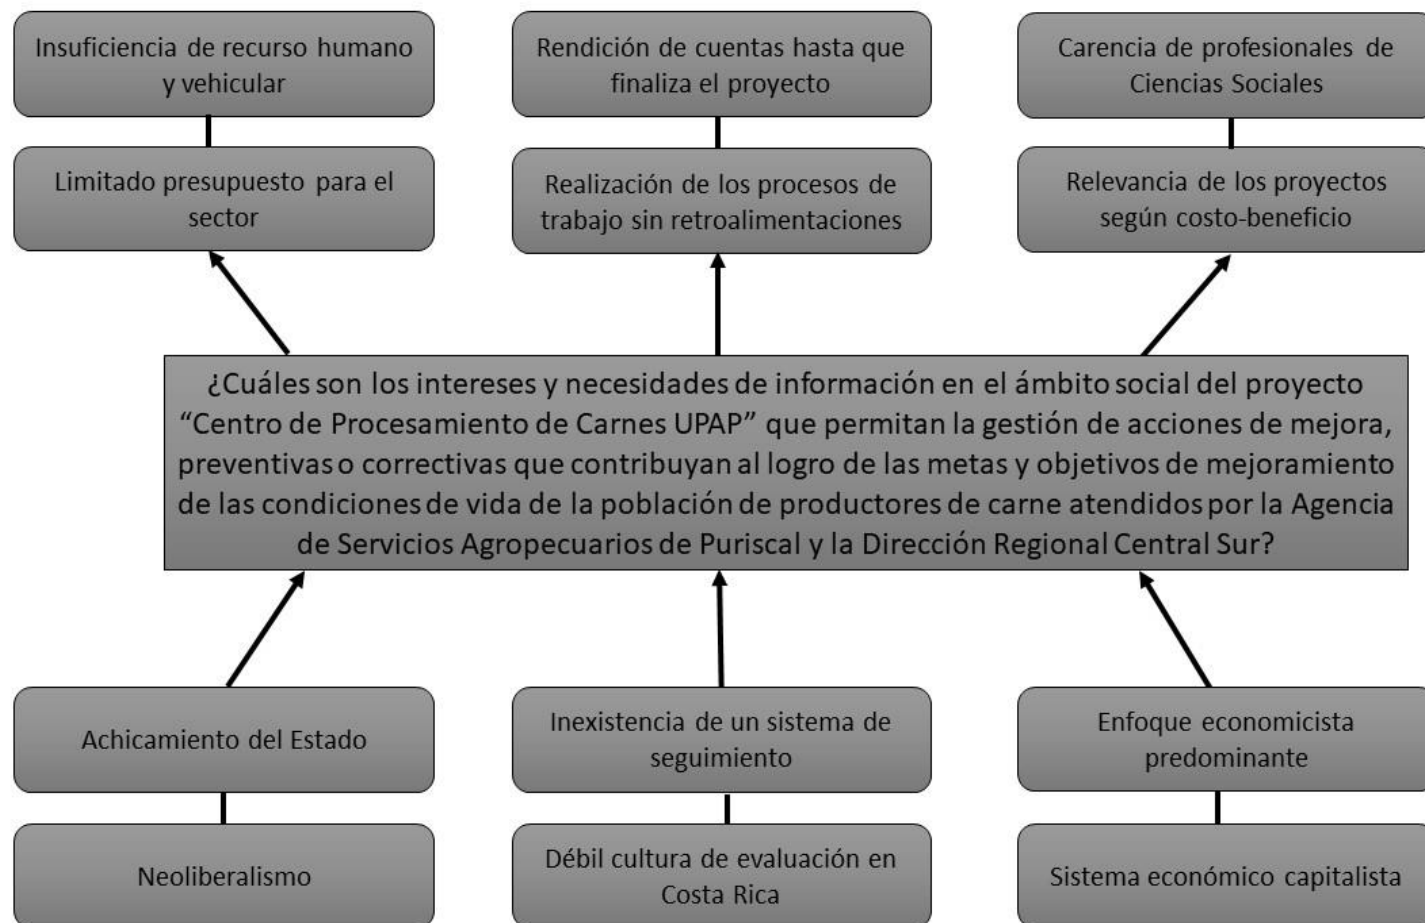 Insuficiencia de recurso humano
y vehicular
Rendición de cuentas hasta que
finaliza el proyecto
Carencia de profesionales de
Ciencias Sociales
Limitado presupuesto para el
sector
Realización de los procesos de
trabajo sin retroalimentaciones
Relevancia de los proyectos
según costo-beneficio
¿Cuáles son los intereses y necesidades de información en el ámbito social del proyecto
“Centro de Procesamiento de Carnes UPAP” que permitan la gestión de acciones de mejora,
preventivas o correctivas que contribuyan al logro de las metas y objetivos de mejoramiento
de las condiciones de vida de la población de productores de carne atendidos por la Agencia
de Servicios Agropecuarios de Puriscal y la Dirección Regional Central Sur?
Achicamiento del Estado
Inexistencia de un sistema de
seguimiento
Enfoque economicista
predominante
Neoliberalismo
Débil cultura de evaluación en
Costa Rica
Sistema económico capitalista